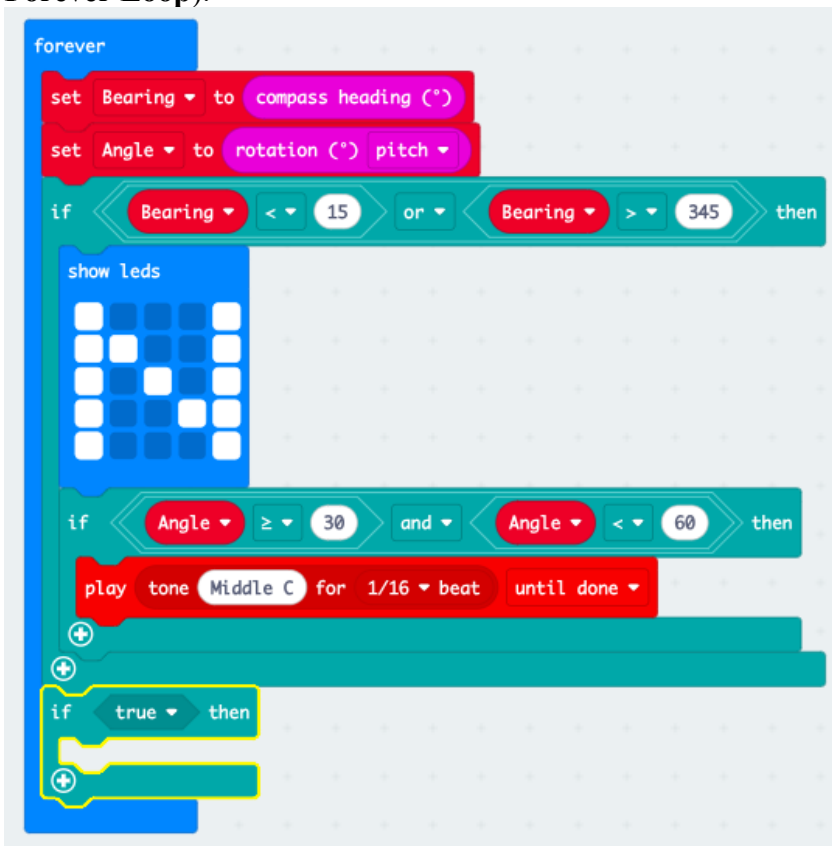 Forever Loop).
forever
set Bearing to compass heading (°)
set Angle to rotation (°) pitch
if Bearing < 15 or Bearing > 345 then
show leds
if Angle ≥ 30 and Angle < 60 then
play tone Middle C for 1/16 beat until done
if true then